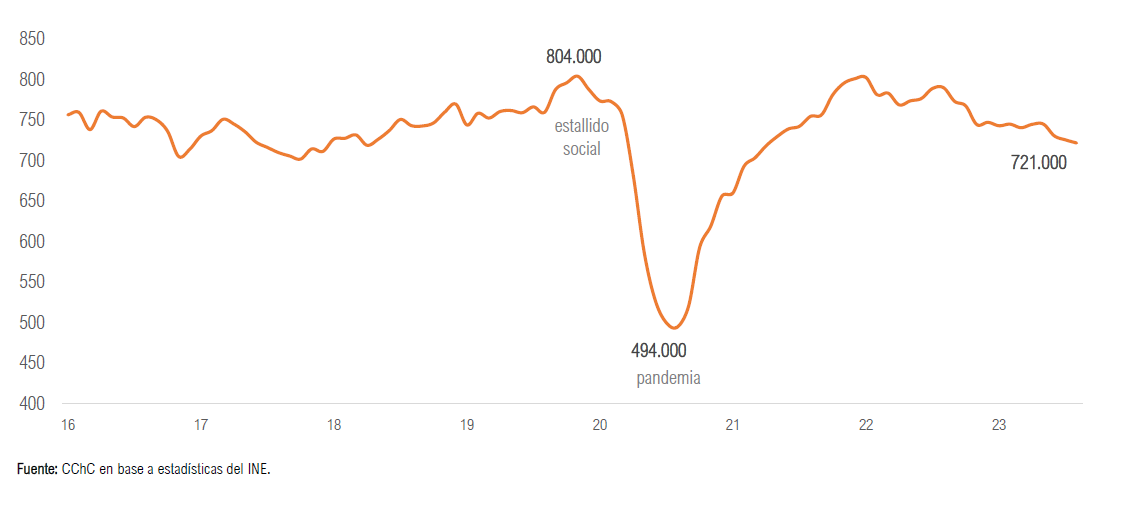 850
800
750
700
650
600
550
500
450
400
804.000
estallido
social
494.000
pandemia
721.000
16 17 18 19 20 21 22 23
Fuente: CChC en base a estadísticas del INE.